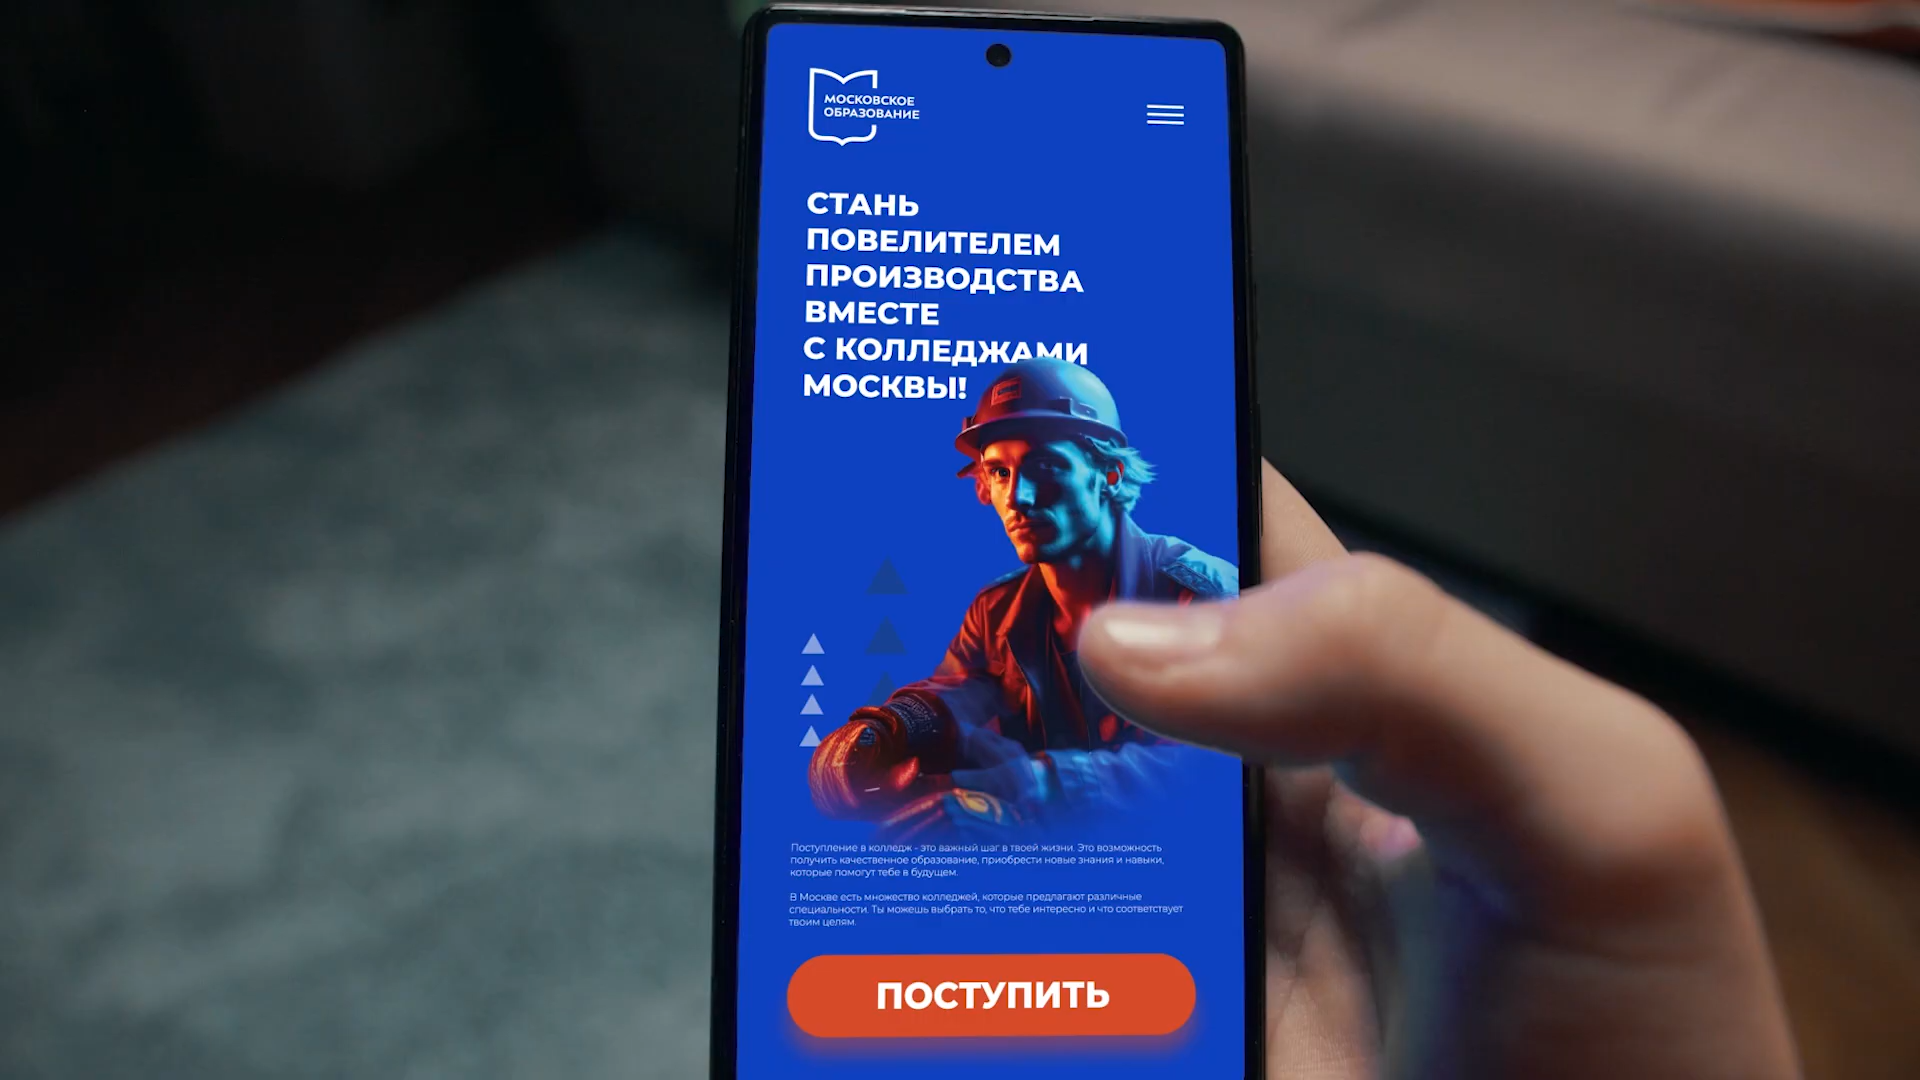 МОСКОВСКОЕ
ОБРАЗОВАНИЕ
СТАНЬ
ПОВЕЛИТЕЛЕМ
ПРОИЗВОДСТВА
ВМЕСТЕ
С КОЛЛЕДЖАМИ
МОСКВЫ!
Поступление в колледж - это важный шаг в твоей жизни. Это возможность
получить качественное образование, приобрести новые знания и навыки,
которые помогут тебе в будущем.
В Москве есть множество колледжей, которые предлагают различные
специальности. Ты можешь выбрать то, что тебе интересно и что соответствует
твоим целям.
ПОСТУПИТЬ